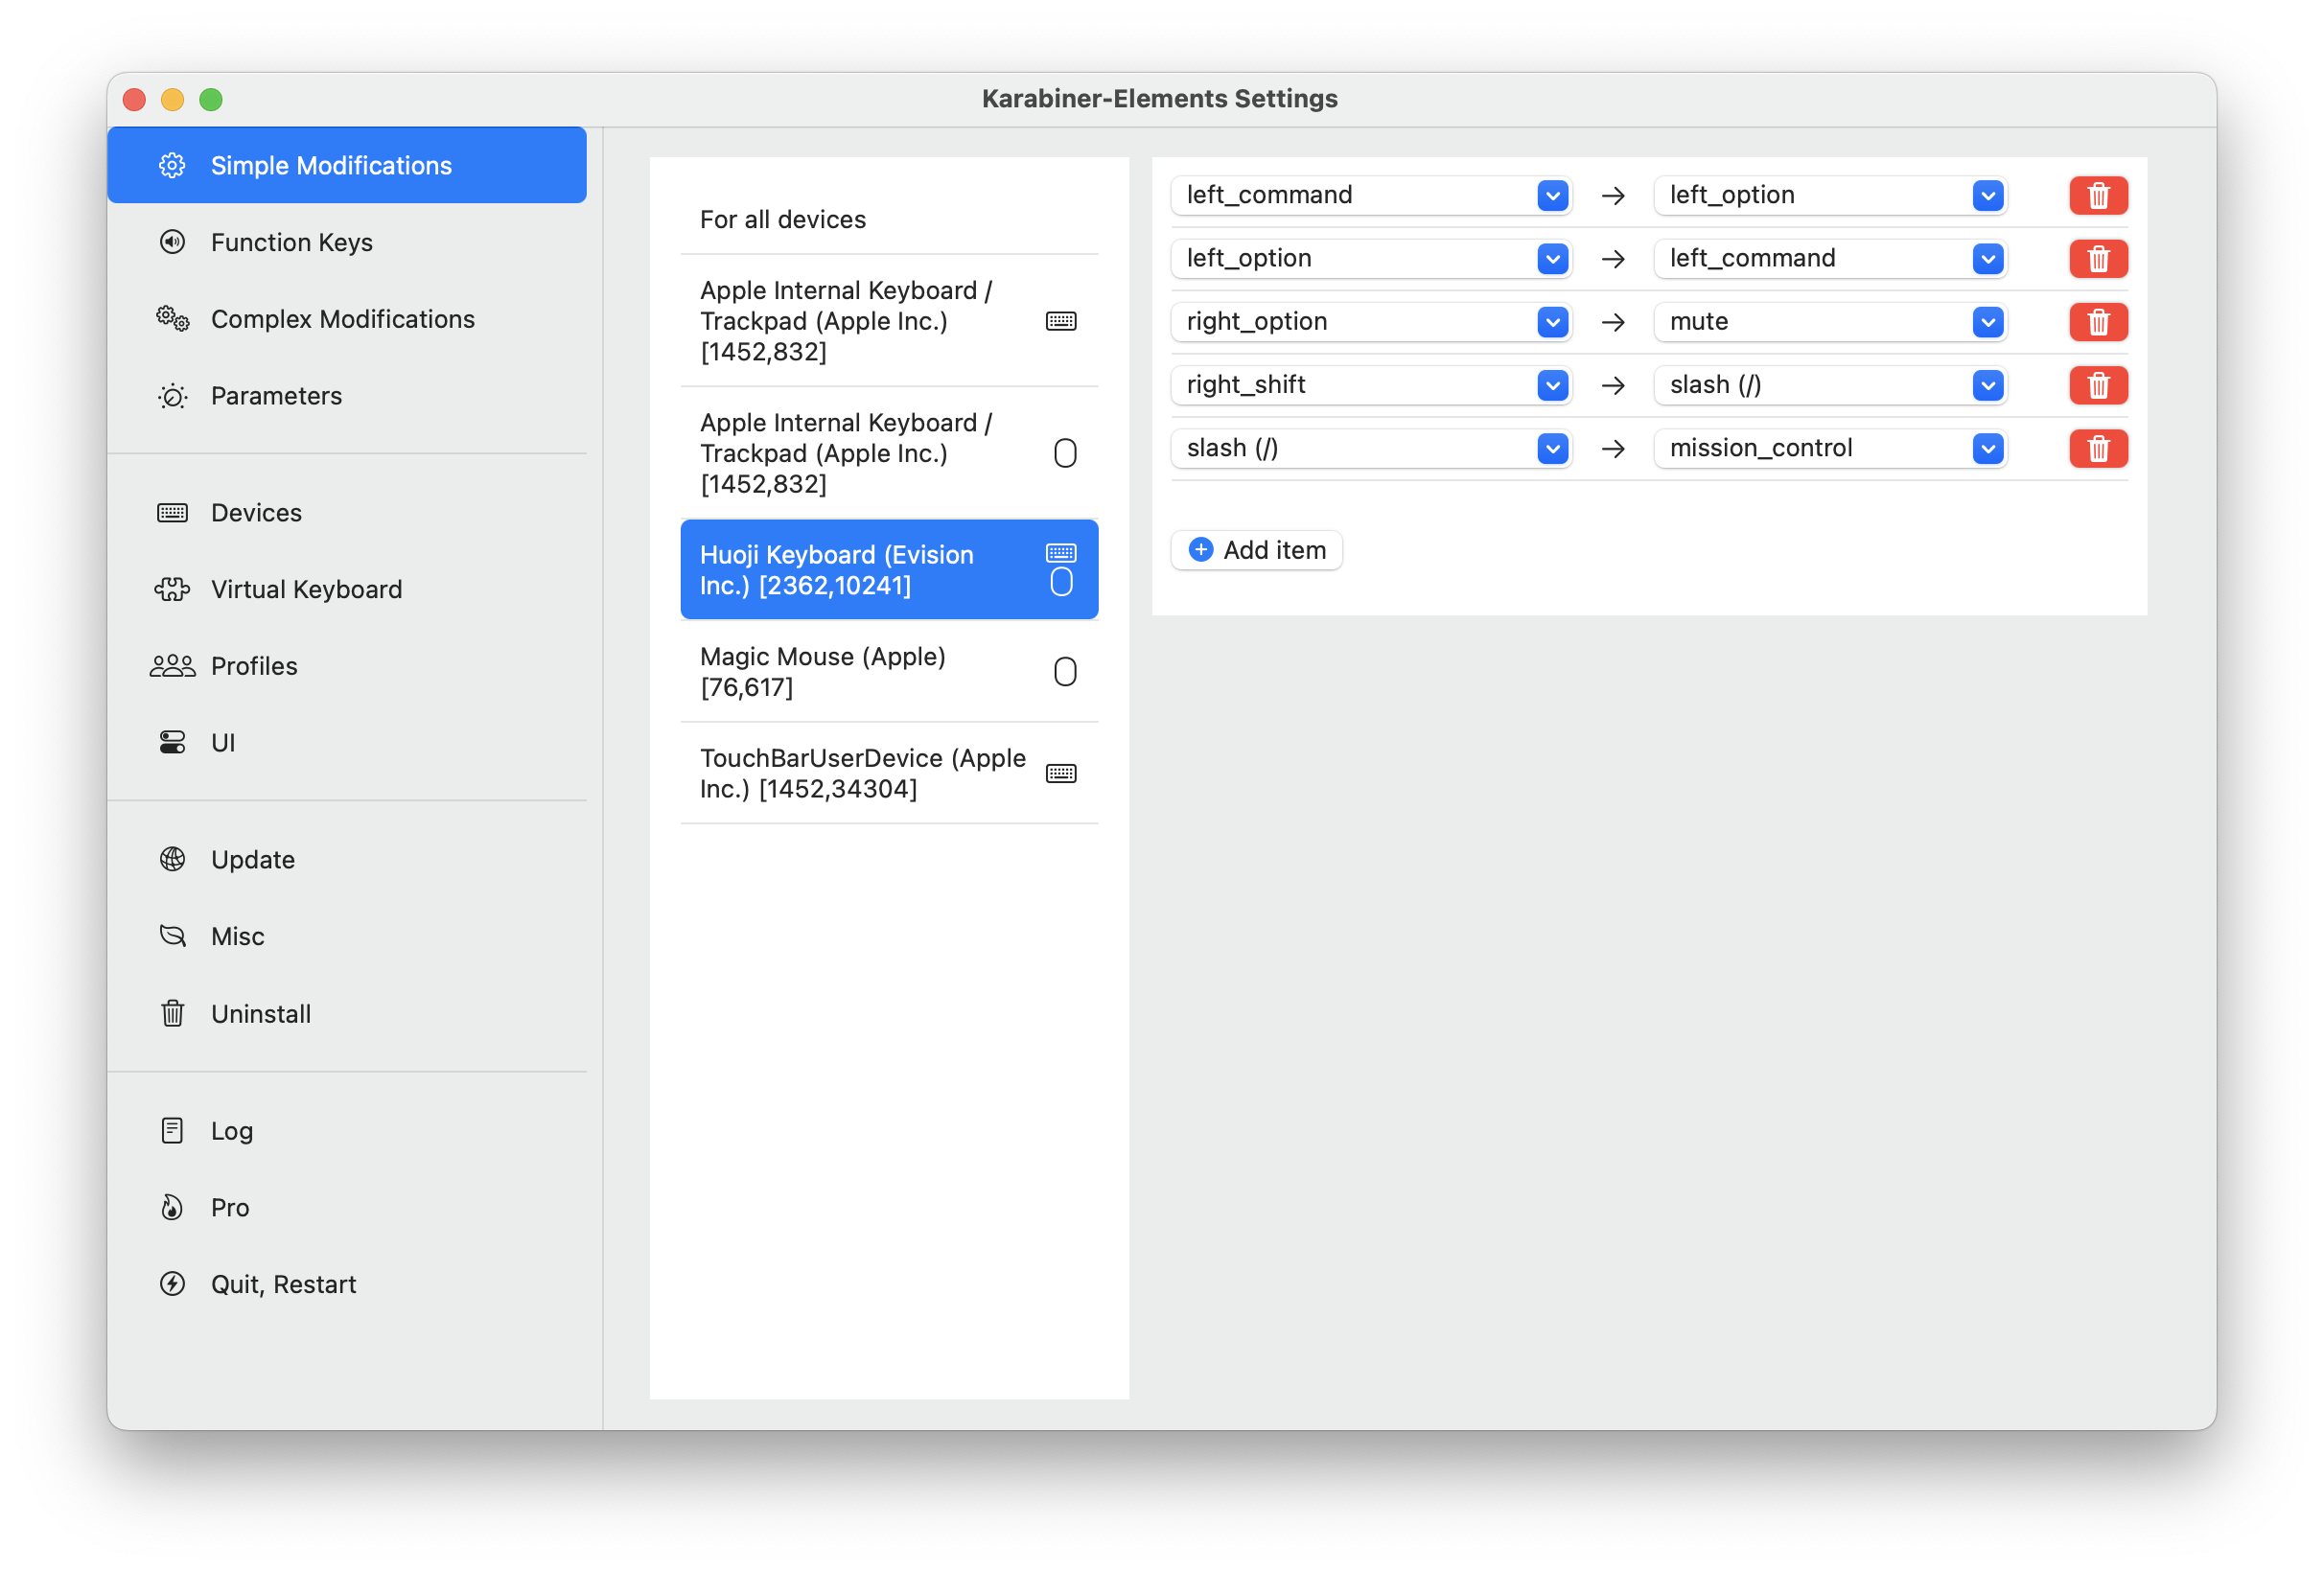 Karabiner-Elements Settings
Simple Modifications
Function Keys
Complex Modifications
Parameters
Devices
Virtual Keyboard
Profiles
UI
Update
Misc
Uninstall
Log
Pro
Quit, Restart
For all devices
Apple Internal Keyboard /
Trackpad (Apple Inc.)
[1452,832]
Apple Internal Keyboard /
Trackpad (Apple Inc.)
[1452,832]
Huoji Keyboard (Evision
Inc.) [2362,10241]
Magic Mouse (Apple)
[76,617]
TouchBarUserDevice (Apple
Inc.) [1452,34304]
left_command → left_option
left_option → left_command
right_option → mute
right_shift → slash (/)
slash (/) → mission_control
Add item